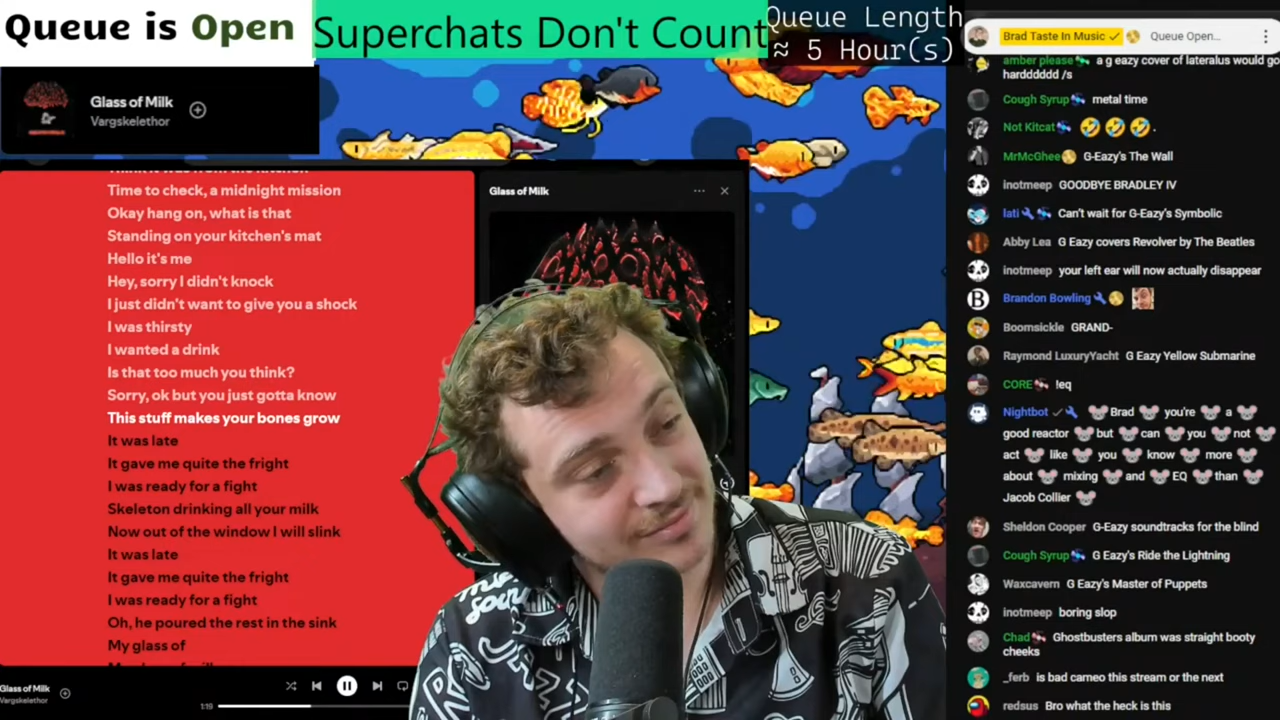 Queue is Open
Superchats Don't Count
Queue Length
≈ 5 Hour(s)
Glass of Milk
Vargskelethor
Think it was from the kitchen
Time to check, a midnight mission
Okay hang on, what is that
Standing on your kitchen's mat
Hello it's me
Hey, sorry I didn't knock
I just didn't want to give you a shock
I was thirsty
I wanted a drink
Is that too much you think?
Sorry, ok but you just gotta know
This stuff makes your bones grow
It was late
It gave me quite the fright
I was ready for a fight
Skeleton drinking all your milk
Now out of the window I will slink
It was late
It gave me quite the fright
I was ready for a fight
Oh, he poured the rest in the sink
My glass of
Glass of Milk
Vargskelethor
1:19
Glass of Milk
Brad Taste In Music
Queue Open...
amber please a g eazy cover of lateralus would go
hardddddd /s
Cough Syrup metal time
Not Kitcat .
MrMcGhee G-Eazy's The Wall
inotmeep GOODBYE BRADLEY IV
lati Can't wait for G-Eazy's Symbolic
Abby Lea G Eazy covers Revolver by The Beatles
inotmeep your left ear will now actually disappear
Brandon Bowling
Boomsickle GRAND-
Raymond LuxuryYacht G Eazy Yellow Submarine
CORE !eq
Nightbot Brad you're a
good reactor but can you not
act like you know more
about mixing and EQ than
Jacob Collier
Sheldon Cooper G-Eazy soundtracks for the blind
Cough Syrup G Eazy's Ride the Lightning
Waxcavern G Eazy's Master of Puppets
inotmeep boring slop
Chad Ghostbusters album was straight booty
cheeks
_ferb is bad cameo this stream or the next
redsus Bro what the heck is this